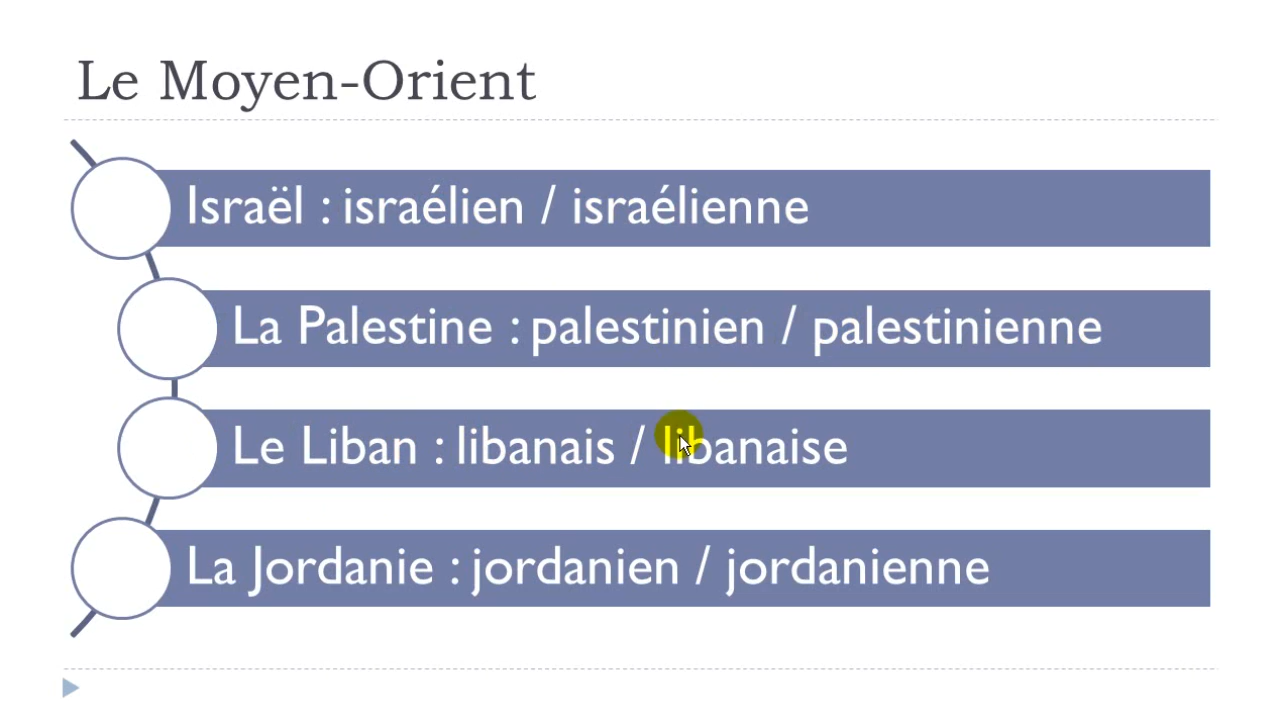 Le Moyen-Orient
Israël : israélien / israélienne
La Palestine : palestinien / palestinienne
Le Liban : libanais / libanaise
La Jordanie : jordanien / jordanienne